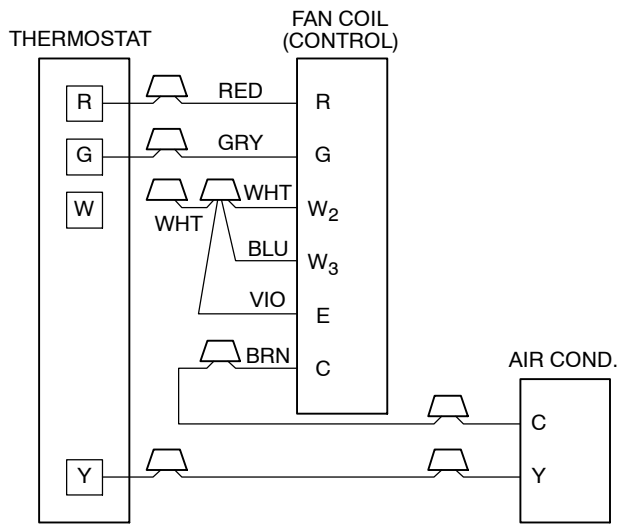 FAN COIL
(CONTROL)
THERMOSTAT
R RED R
G GRY G
W WHT WHT W2
BLU W3
VIO E
BRN C
AIR COND.
C
Y Y